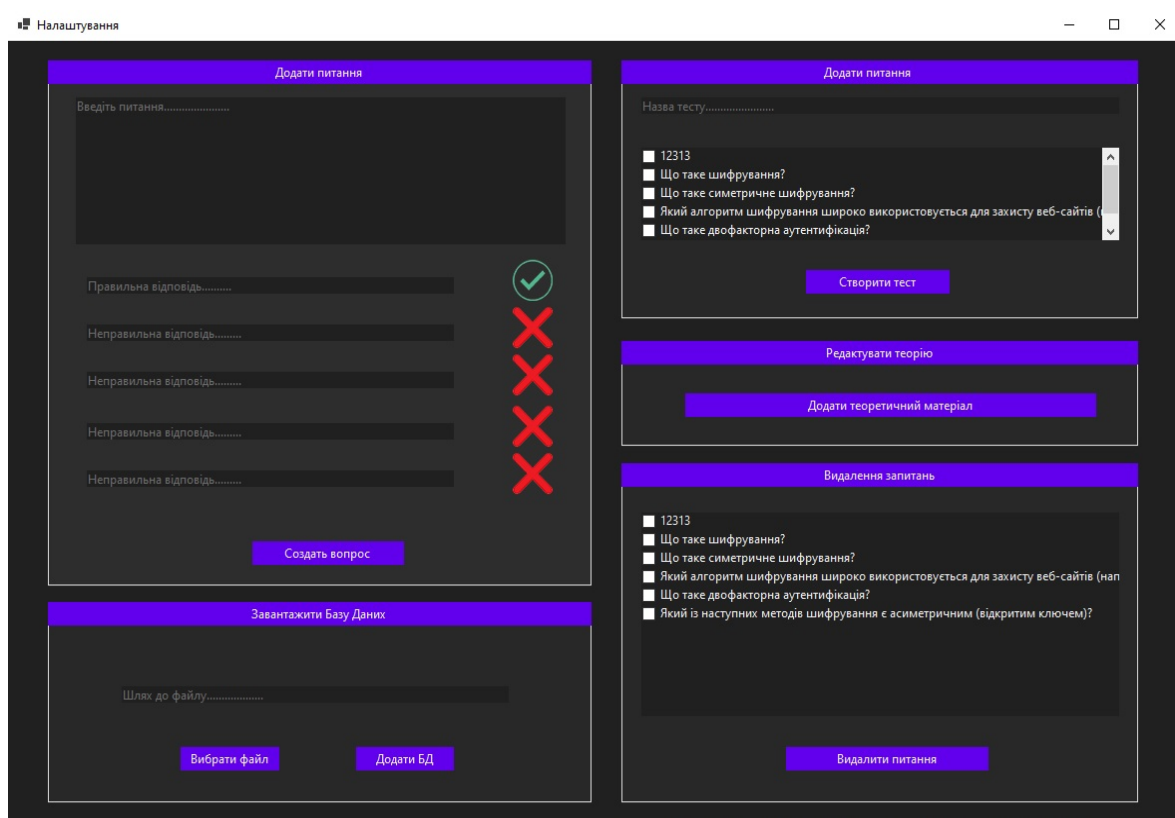 Налаштування
Додати питання
Введіть питання......................
Правильна відповідь..........
Неправильна відповідь.........
Неправильна відповідь.........
Неправильна відповідь.........
Неправильна відповідь.........
Создать вопрос
Завантажити Базу Даних
Шлях до файлу...................
Вибрати файл
Додати БД
Додати питання
Назва тесту.......................
12313
Що таке шифрування?
Що таке симетричне шифрування?
Який алгоритм шифрування широко використовується для захисту веб-сайтів (
Що таке двофакторна аутентифікація?
Створити тест
Редактувати теорію
Додати теоретичний матеріал
Видалення запитань
12313
Що таке шифрування?
Що таке симетричне шифрування?
Який алгоритм шифрування широко використовується для захисту веб-сайтів (нап
Що таке двофакторна аутентифікація?
Який із наступних методів шифрування є асиметричним (відкритим ключем)?
Видалити питання